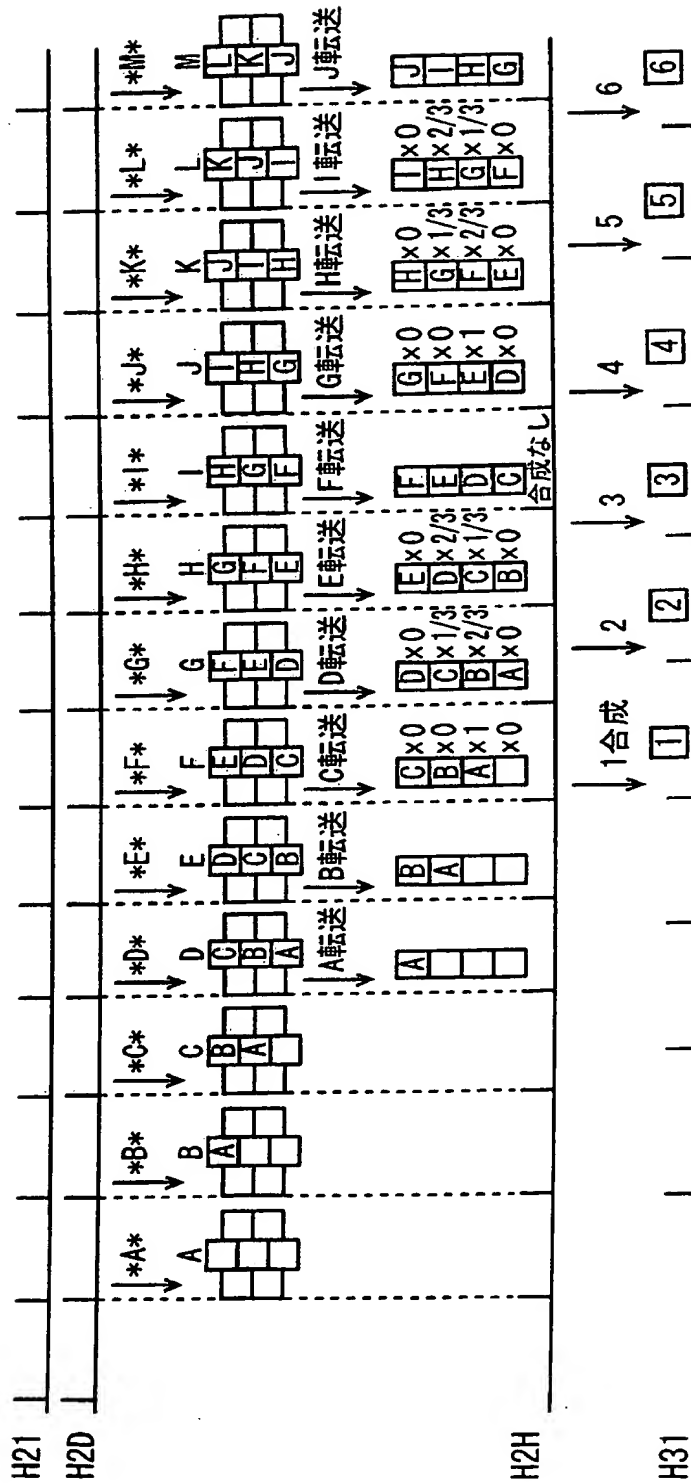 H21
H2D
*A* *B* *C* *D* *E* *F* *G* *H* *I* *J* *K* *L* *M*
A B C D E F G H I J K L M
A B C D E F G H I J K L
A B C D E F G H I J K
A B C D E F G H I J
A転送 B転送 C転送 D転送 E転送 F転送 G転送 H転送 I転送 J転送
A B C×0 D×0 E×0 F G×0 H×0 I×0 J
A B×0 C×1/3 D×2/3 E F×0 G×1/3 H×2/3 I
A×1 B×2/3 C×1/3 D E×1 F×2/3 G×1/3 H
×0 A×0 B×0 C D×0 E×0 F×0 G
合成なし
H2H
1合成 2 3 4 5 6
H31 1 2 3 4 5 6